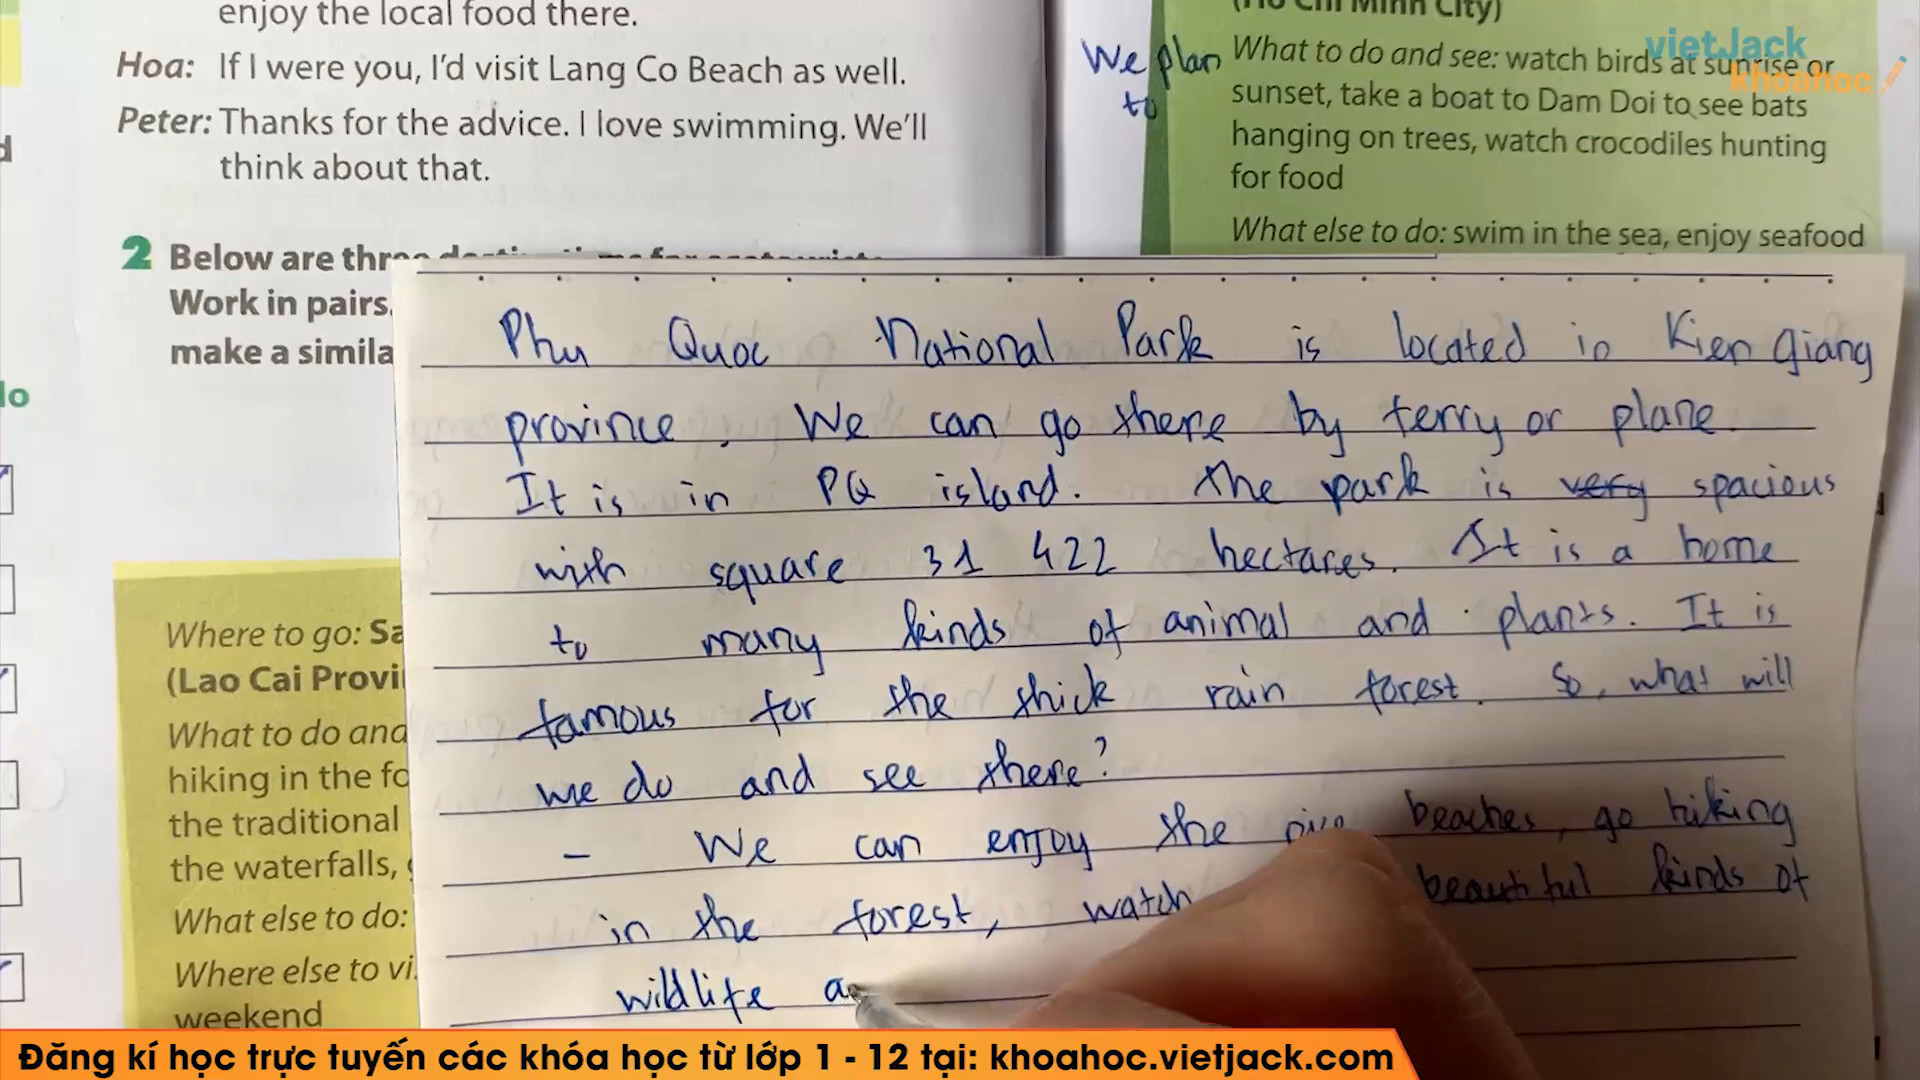 enjoy the local food there.
Hoa: If I were you, I'd visit Lang Co Beach as well.
Peter: Thanks for the advice. I love swimming. We'll
think about that.
2 Below are three
Work in pairs.
make a simila
Where to go: Sa
(Lao Cai Provi
What to do and
hiking in the fo
the traditional
the waterfalls,
What else to do:
Where else to vi
weekend
We plan
to
(Ho Chi Minh City)
What to do and see: watch birds at sunrise or
sunset, take a boat to Dam Doi to see bats
hanging on trees, watch crocodiles hunting
for food
What else to do: swim in the sea, enjoy seafood
vietJack
khoahoc
Phu Quoc National Park is located in Kien Giang
province. We can go there by ferry or plane.
It is in PQ island. The park is very spacious
with square 31 422 hectares. It is a home
to many kinds of animal and plants. It is
famous for the thick rain forest. So, what will
we do and see there?
- We can enjoy the beaches, go hiking
in the forest, watch beautiful kinds of
wildlife a
Đăng kí học trực tuyến các khóa học từ lớp 1 - 12 tại: khoahoc.vietjack.com